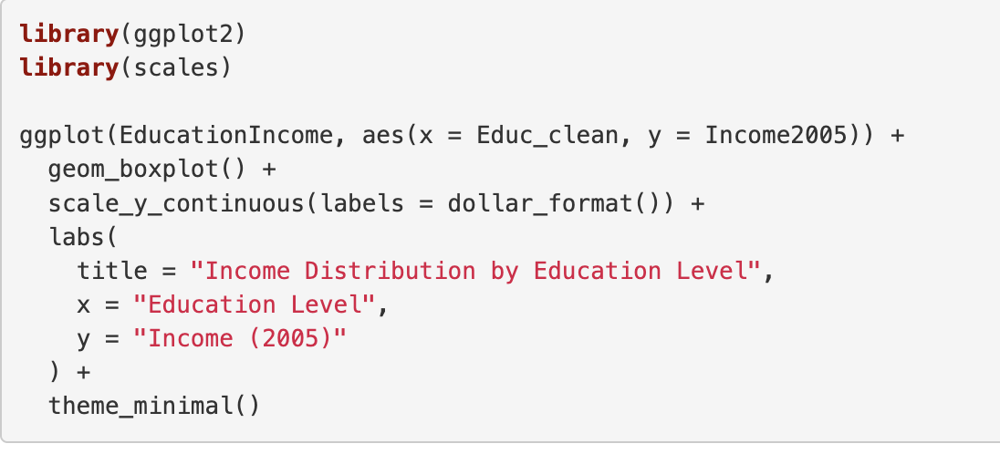 library(ggplot2)
library(scales)

ggplot(EducationIncome, aes(x = Educ_clean, y = Income2005)) +
  geom_boxplot() +
  scale_y_continuous(labels = dollar_format()) +
  labs(
    title = "Income Distribution by Education Level",
    x = "Education Level",
    y = "Income (2005)"
  ) +
  theme_minimal()